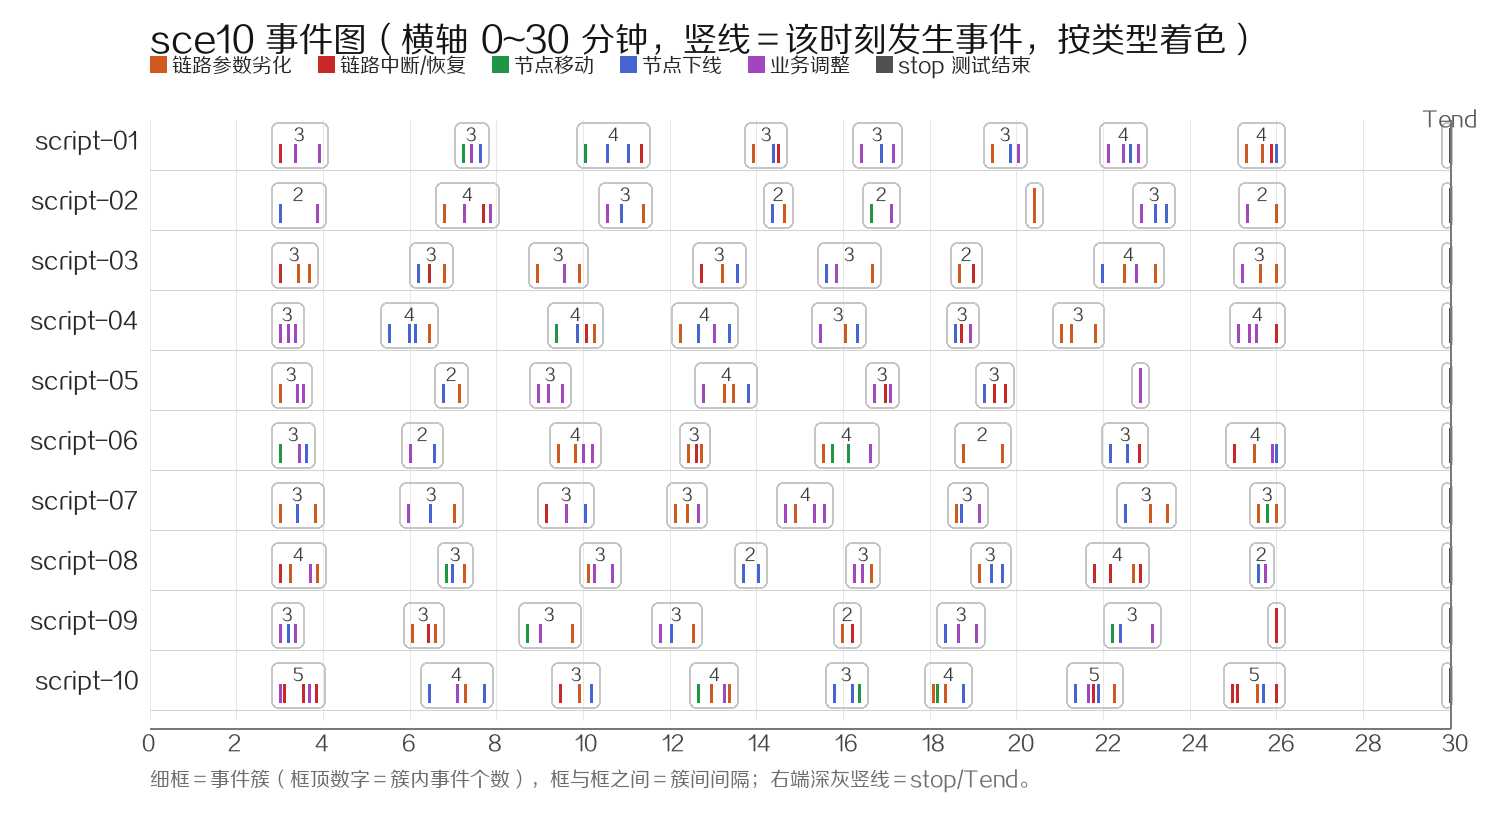 sce10 事件图（横轴 0~30 分钟，竖线＝该时刻发生事件，按类型着色）
链路参数劣化 链路中断/恢复 节点移动 节点下线 业务调整 stop 测试结束
Tend
script-01 3 3 4 3 3 3 4 4
script-02 2 4 3 2 2 3 2
script-03 3 3 3 3 3 2 4 3
script-04 3 4 4 4 3 3 3 4
script-05 3 2 3 4 3 3
script-06 3 2 4 3 4 2 3 4
script-07 3 3 3 3 4 3 3 3
script-08 4 3 3 2 3 3 4 2
script-09 3 3 3 3 2 3 3
script-10 5 4 3 4 3 4 5 5
0 2 4 6 8 10 12 14 16 18 20 22 24 26 28 30
细框＝事件簇（框顶数字＝簇内事件个数），框与框之间＝簇间间隔；右端深灰竖线＝stop/Tend。